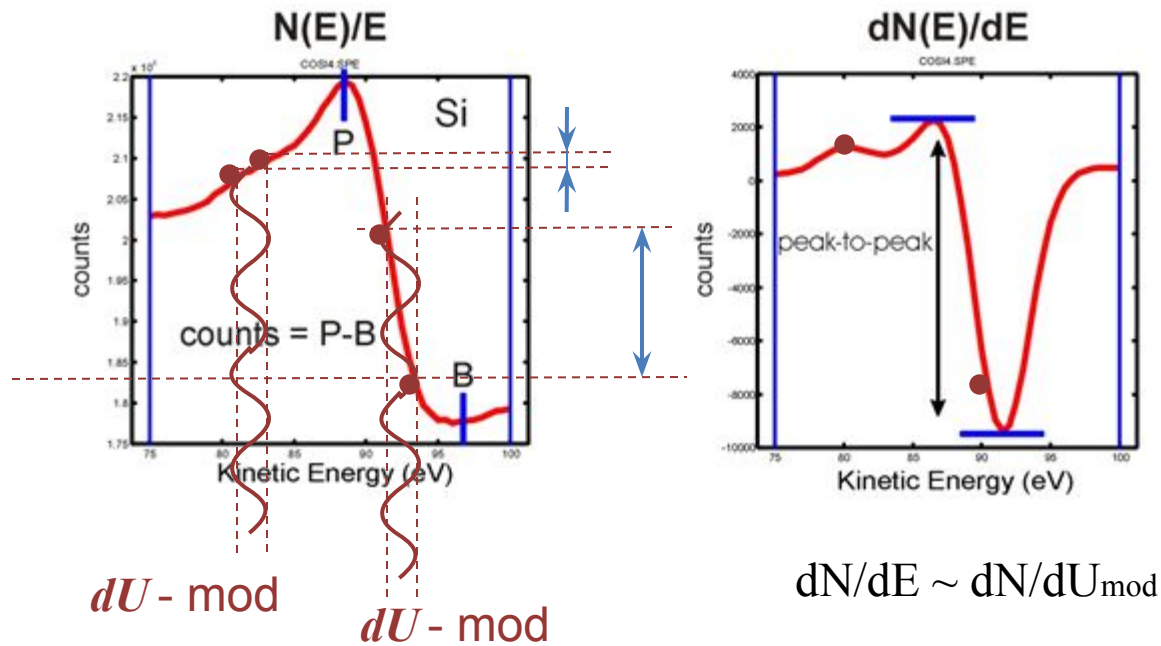 N(E)/E
COSI4.SPE
2.2 x 10⁵
2.15
2.1
2.05
2
1.95
1.9
1.85
1.8
1.75
counts
Si
P
counts = P-B
B
75 80 85 90 95 100
Kinetic Energy (eV)
dU - mod
dU - mod
dN(E)/dE
COSI4.SPE
4000
2000
0
-2000
-4000
-6000
-8000
-10000
counts
peak-to-peak
75 80 85 90 95 100
Kinetic Energy (eV)
dN/dE ~ dN/dUmod